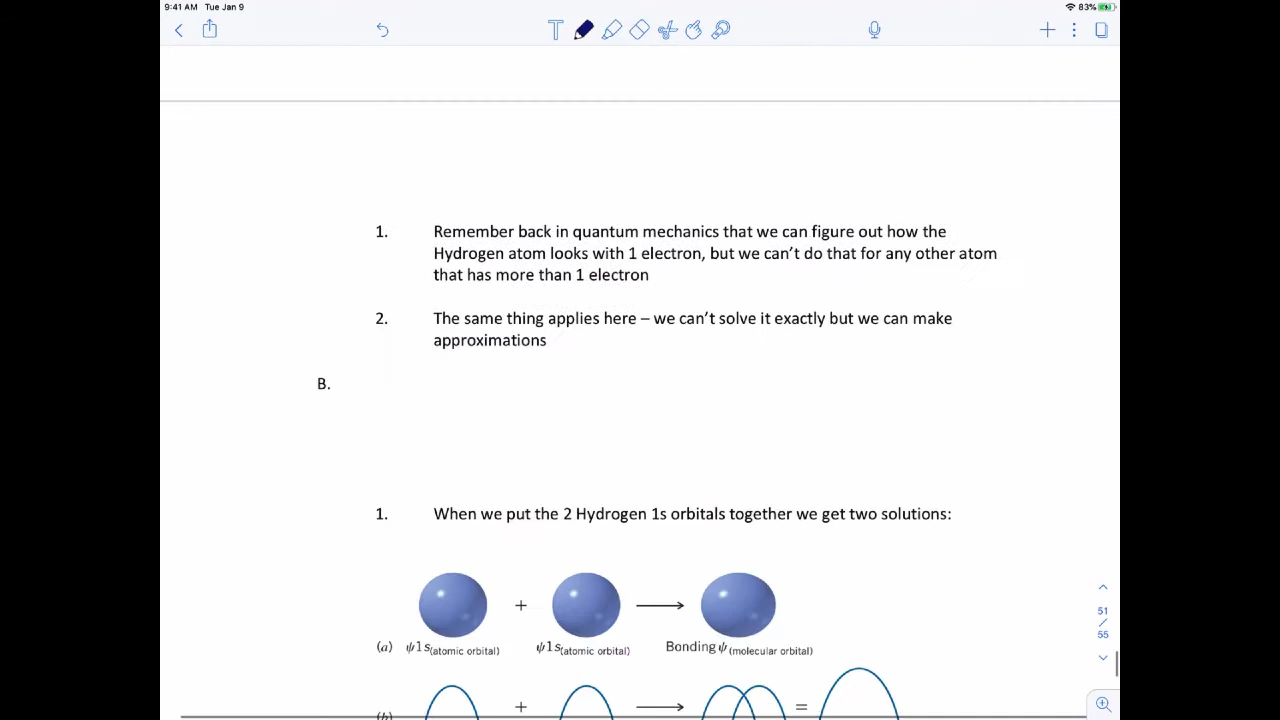 9:41 AM Tue Jan 9
83%
T
1. Remember back in quantum mechanics that we can figure out how the
Hydrogen atom looks with 1 electron, but we can't do that for any other atom
that has more than 1 electron
2. The same thing applies here – we can't solve it exactly but we can make
approximations
B.
1. When we put the 2 Hydrogen 1s orbitals together we get two solutions:
+
(a) ψ1s(atomic orbital) ψ1s(atomic orbital) Bonding ψ(molecular orbital)
+ =
51
/
55